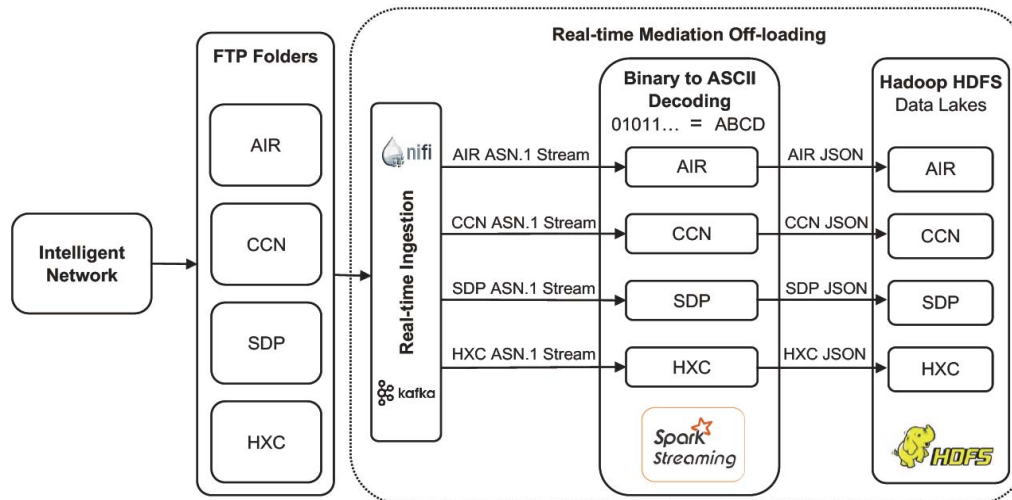 Real-time Mediation Off-loading
FTP Folders
AIR
CCN
SDP
HXC
Intelligent
Network
nifi
Real-time Ingestion
kafka
AIR ASN.1 Stream
CCN ASN.1 Stream
SDP ASN.1 Stream
HXC ASN.1 Stream
Binary to ASCII
Decoding
01011... = ABCD
AIR
CCN
SDP
HXC
Spark
Streaming
AIR JSON
CCN JSON
SDP JSON
HXC JSON
Hadoop HDFS
Data Lakes
AIR
CCN
SDP
HXC
HDFS